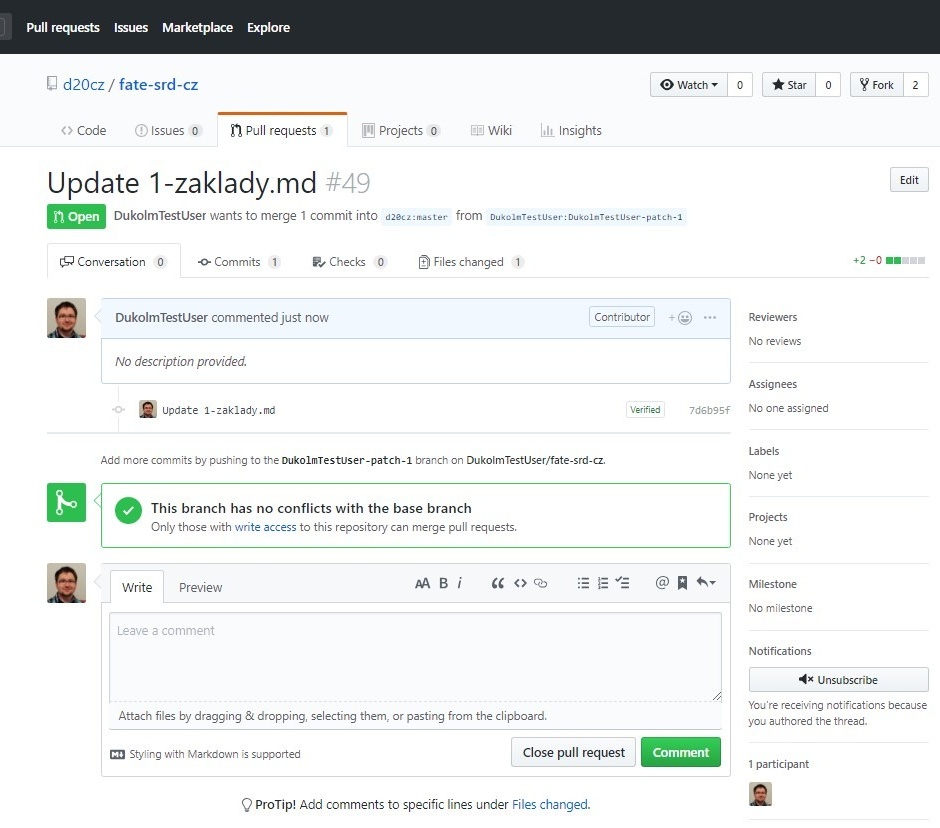 Pull requests Issues Marketplace Explore
d20cz / fate-srd-cz
Watch 0 Star 0 Fork 2
Code Issues 0 Pull requests 1 Projects 0 Wiki Insights
Update 1-zaklady.md #49
Edit
Open DukolmTestUser wants to merge 1 commit into d20cz:master from DukolmTestUser:DukolmTestUser-patch-1
Conversation 0 Commits 1 Checks 0 Files changed 1
+2 −0
DukolmTestUser commented just now
Contributor
No description provided.
Update 1-zaklady.md
Verified 7d6b95f
Add more commits by pushing to the DukolmTestUser-patch-1 branch on DukolmTestUser/fate-srd-cz.
This branch has no conflicts with the base branch
Only those with write access to this repository can merge pull requests.
Write Preview
AA B i
Leave a comment
Attach files by dragging & dropping, selecting them, or pasting from the clipboard.
Styling with Markdown is supported
Close pull request Comment
ProTip! Add comments to specific lines under Files changed.
Reviewers
No reviews
Assignees
No one assigned
Labels
None yet
Projects
None yet
Milestone
No milestone
Notifications
Unsubscribe
You're receiving notifications because
you authored the thread.
1 participant